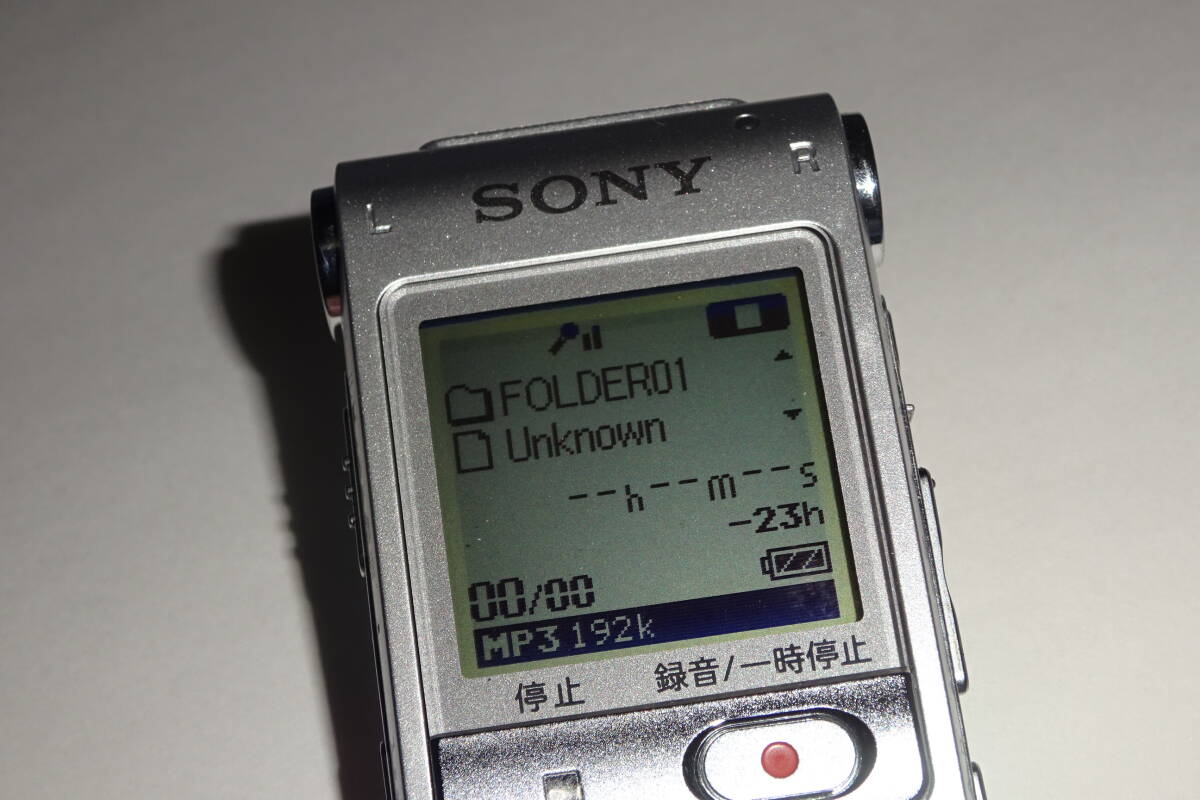 L SONY R
FOLDER01
Unknown
--h--m--s
-23h
00/00
MP3 192k
停止 録音/一時停止